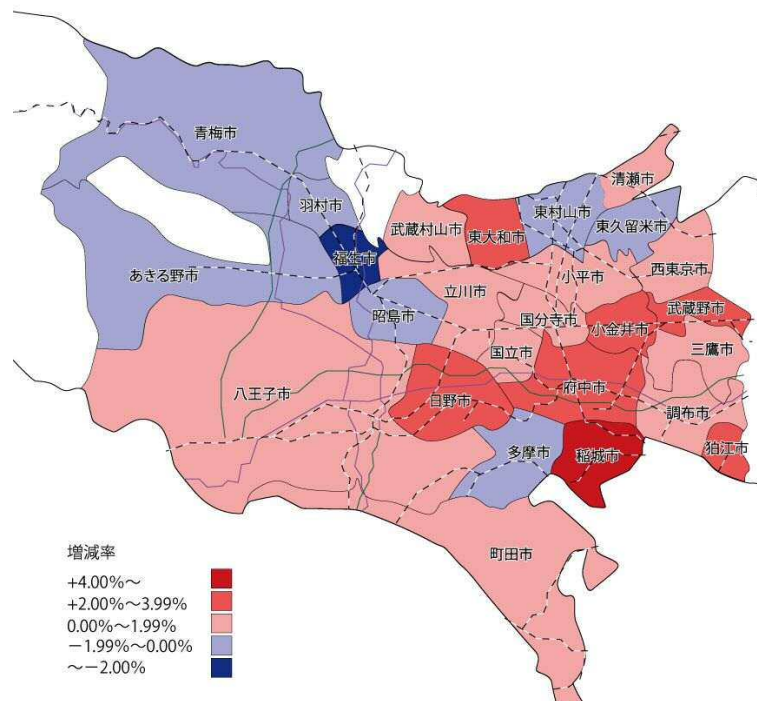 青梅市
清瀬市
羽村市
東村山市
東久留米市
武蔵村山市
東大和市
福生市
西東京市
あきる野市
立川市
小平市
武蔵野市
昭島市
国分寺市
小金井市
国立市
三鷹市
八王子市
日野市
府中市
調布市
多摩市
稲城市
狛江市
町田市
増減率
+4.00%〜
+2.00%〜3.99%
0.00%〜1.99%
－1.99%〜0.00%
〜－2.00%